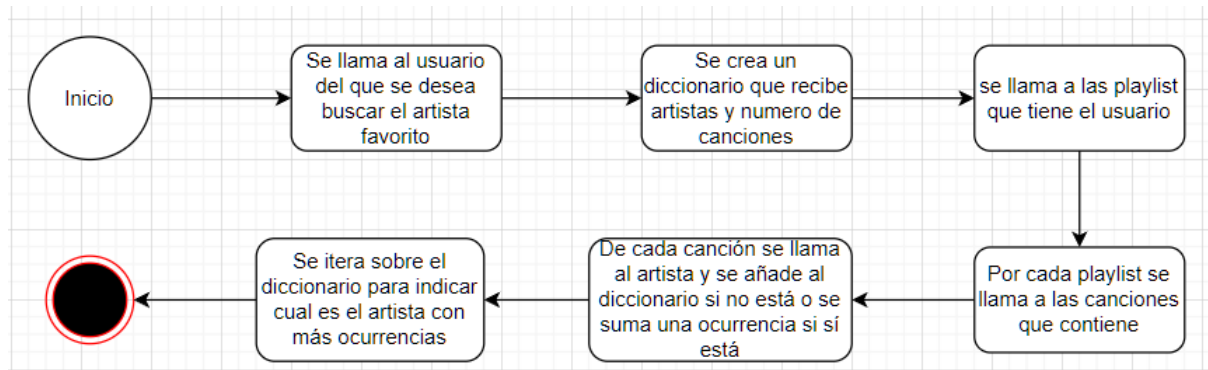 Inicio
Se llama al usuario
del que se desea
buscar el artista
favorito
Se crea un
diccionario que recibe
artistas y numero de
canciones
se llama a las playlist
que tiene el usuario
Por cada playlist se
llama a las canciones
que contiene
De cada canción se llama
al artista y se añade al
diccionario si no está o se
suma una ocurrencia si sí
está
Se itera sobre el
diccionario para indicar
cual es el artista con
más ocurrencias